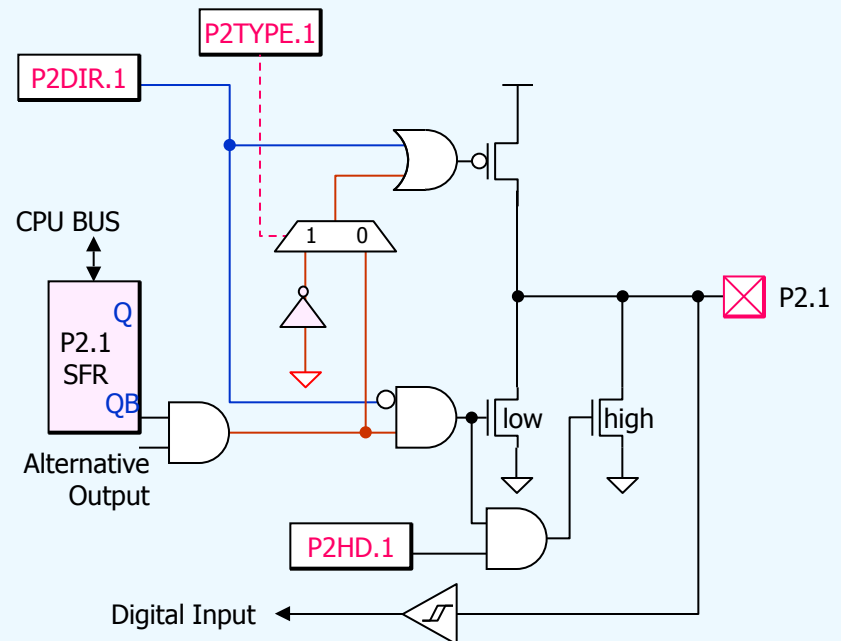 P2TYPE.1
P2DIR.1
CPU BUS
1 0
Q
P2.1
P2.1
SFR
QB
low
high
Alternative
Output
P2HD.1
Digital Input